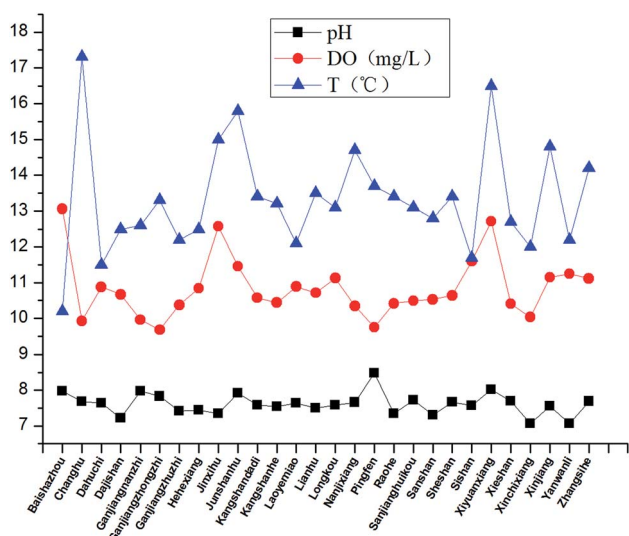 18
17
16
15
14
13
12
11
10
9
8
7
pH
DO（mg/L）
T（℃）
Baishazhou
Changhu
Dahuchi
Dajishan
Ganjiangnanzhi
Ganjiangzhongzhi
Ganjiangzhuzhi
Hehexiang
Jinxihu
Junshanhu
Kangshandadi
Kangshanhe
Laoyeniao
Lianhu
Longkou
Nanjixiang
Pingfen
Raohe
Sanjianghuikou
Sanshan
Sheshan
Sishan
Xiyuanxiang
Xieshan
Xinchixiang
Xinjiang
Yanwanli
Zhangsihe